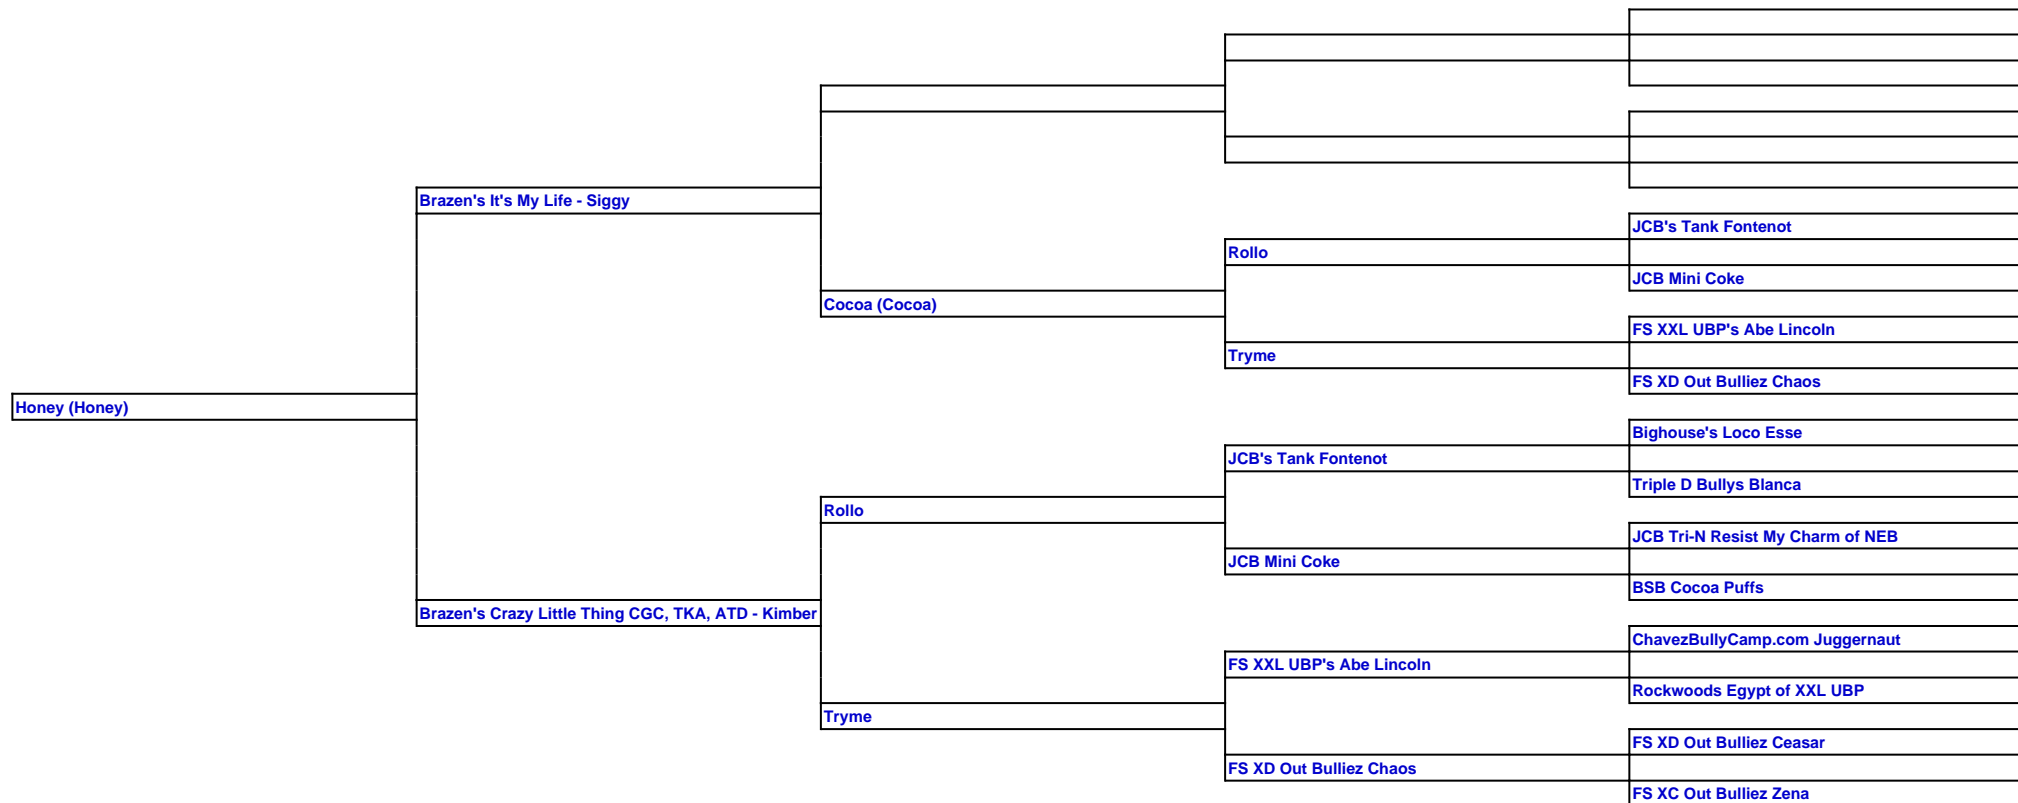 Brazen's It's My Life - Siggy
JCB's Tank Fontenot
Rollo
JCB Mini Coke
Cocoa (Cocoa)
FS XXL UBP's Abe Lincoln
Tryme
FS XD Out Bulliez Chaos
Honey (Honey)
Bighouse's Loco Esse
JCB's Tank Fontenot
Triple D Bullys Blanca
Rollo
JCB Tri-N Resist My Charm of NEB
JCB Mini Coke
BSB Cocoa Puffs
Brazen's Crazy Little Thing CGC, TKA, ATD - Kimber
ChavezBullyCamp.com Juggernaut
FS XXL UBP's Abe Lincoln
Rockwoods Egypt of XXL UBP
Tryme
FS XD Out Bulliez Ceasar
FS XD Out Bulliez Chaos
FS XC Out Bulliez Zena